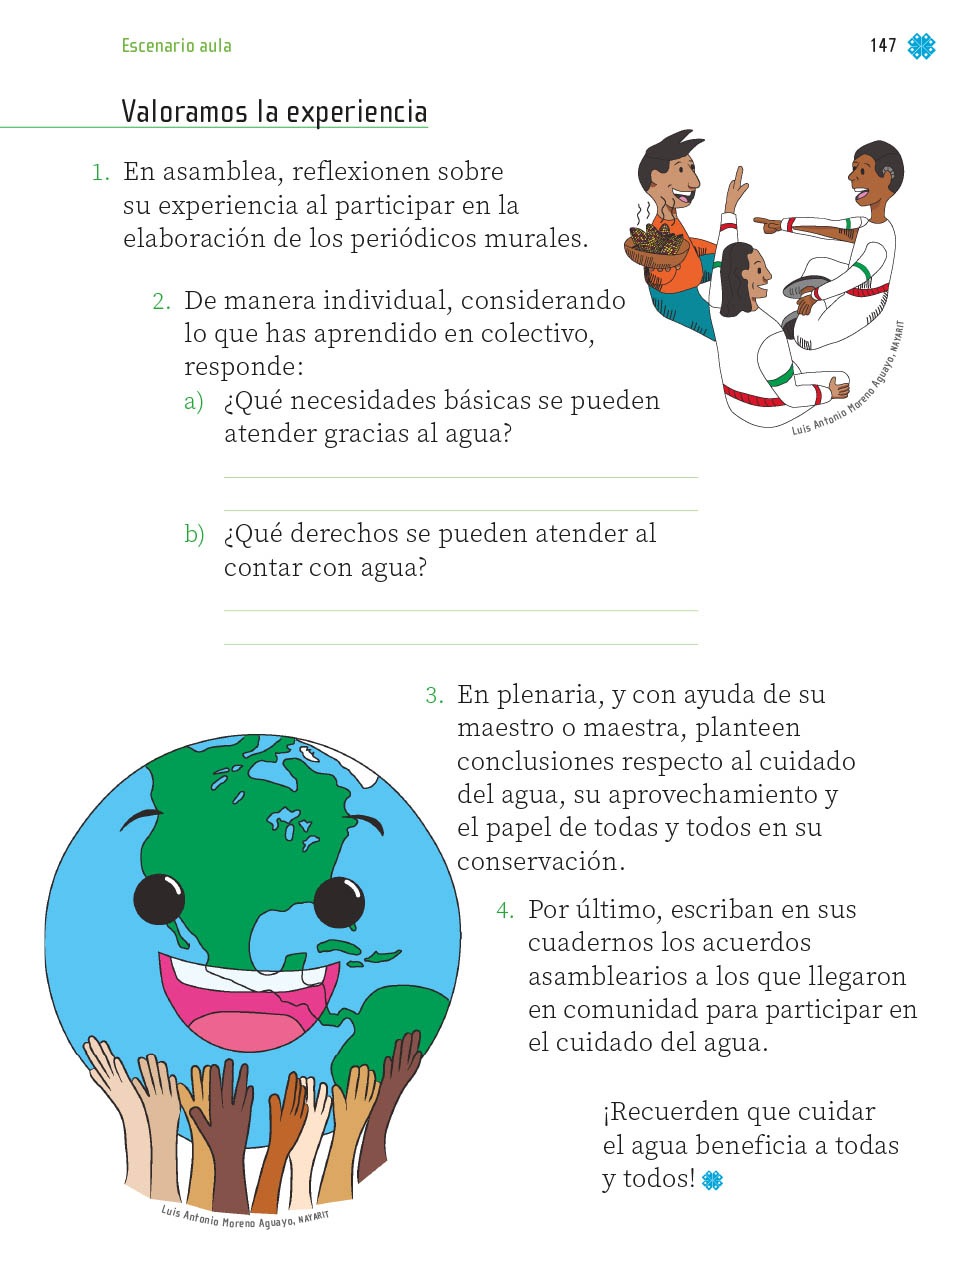 Escenario aula
147
Valoramos la experiencia
1. En asamblea, reflexionen sobre
su experiencia al participar en la
elaboración de los periódicos murales.
2. De manera individual, considerando
lo que has aprendido en colectivo,
responde:
a) ¿Qué necesidades básicas se pueden
atender gracias al agua?
b) ¿Qué derechos se pueden atender al
contar con agua?
Luis Antonio Moreno Aguayo, NAYARIT
3. En plenaria, y con ayuda de su
maestro o maestra, planteen
conclusiones respecto al cuidado
del agua, su aprovechamiento y
el papel de todas y todos en su
conservación.
4. Por último, escriban en sus
cuadernos los acuerdos
asamblearios a los que llegaron
en comunidad para participar en
el cuidado del agua.
¡Recuerden que cuidar
el agua beneficia a todas
y todos!
Luis Antonio Moreno Aguayo, NAYARIT